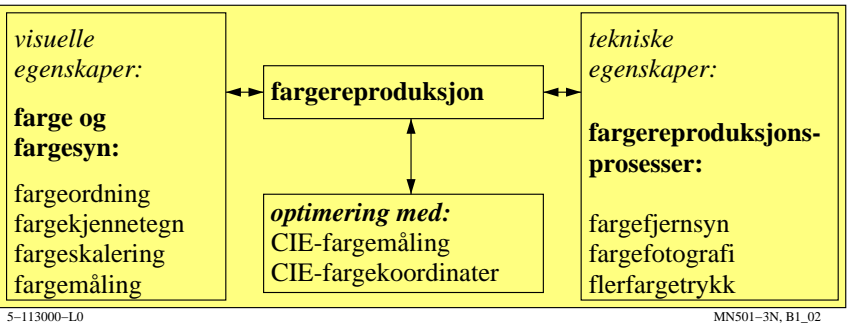 visuelle
egenskaper:
farge og
fargesyn:
fargeordning
fargekjennetegn
fargeskalering
fargemåling
fargereproduksjon
optimering med:
CIE-fargemåling
CIE-fargekoordinater
tekniske
egenskaper:
fargereproduksjons-
prosesser:
fargefjernsyn
fargefotografi
flerfargetrykk
5−113000−L0
MN501−3N, B1_02